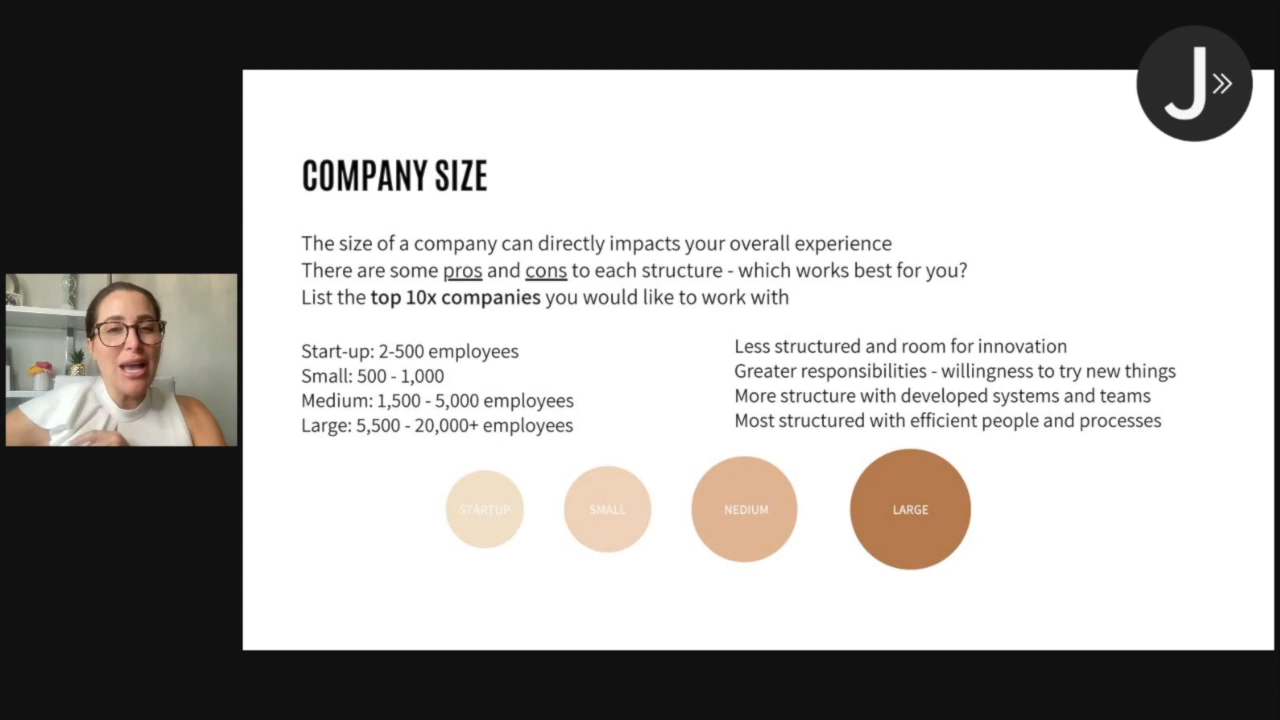 J»
COMPANY SIZE
The size of a company can directly impacts your overall experience
There are some pros and cons to each structure - which works best for you?
List the top 10x companies you would like to work with
Start-up: 2-500 employees
Small: 500 - 1,000
Medium: 1,500 - 5,000 employees
Large: 5,500 - 20,000+ employees
Less structured and room for innovation
Greater responsibilities - willingness to try new things
More structure with developed systems and teams
Most structured with efficient people and processes
STARTUP
SMALL
NEDIUM
LARGE